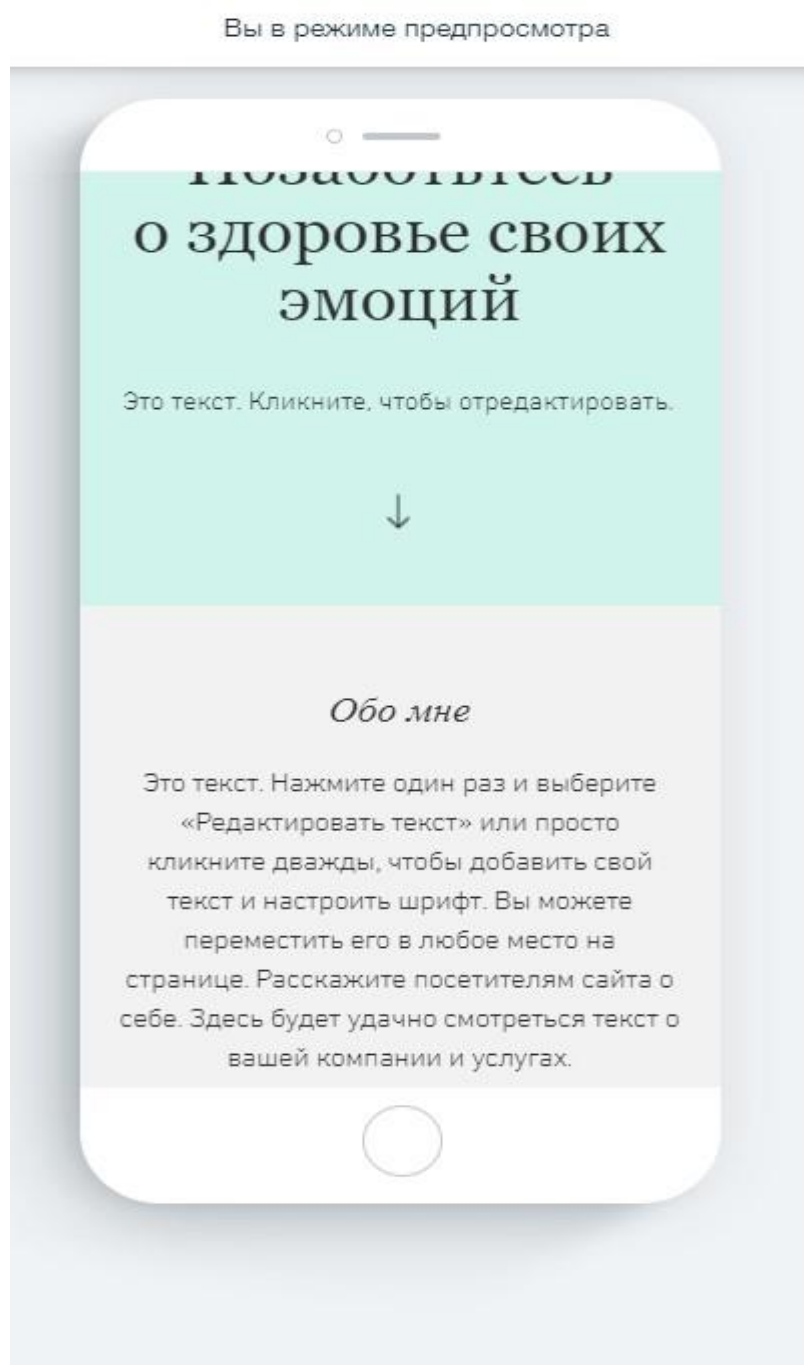 Вы в режиме предпросмотра
Позаботьтесь
о здоровье своих
эмоций
Это текст. Кликните, чтобы отредактировать.
Обо мне
Это текст. Нажмите один раз и выберите
«Редактировать текст» или просто
кликните дважды, чтобы добавить свой
текст и настроить шрифт. Вы можете
переместить его в любое место на
странице. Расскажите посетителям сайта о
себе. Здесь будет удачно смотреться текст о
вашей компании и услугах.